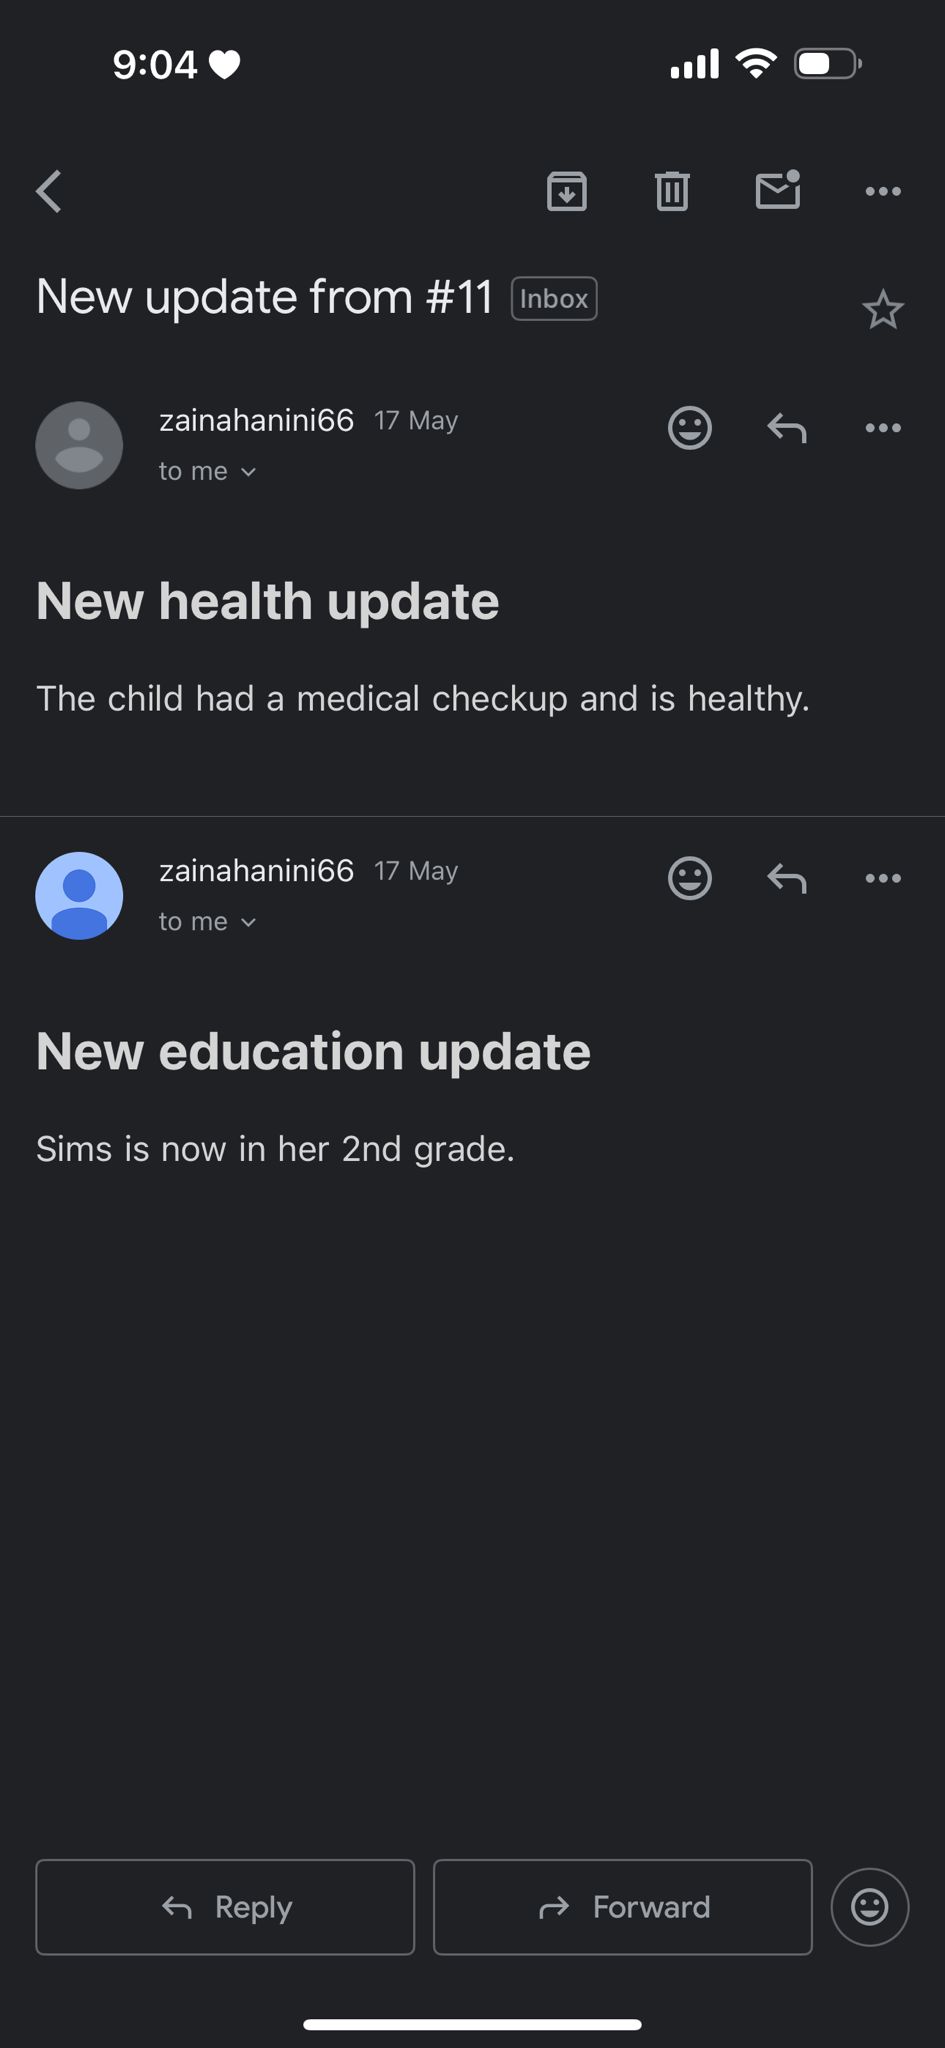 9:04
New update from #11 Inbox
zainahanini66 17 May
to me
New health update
The child had a medical checkup and is healthy.
zainahanini66 17 May
to me
New education update
Sims is now in her 2nd grade.
Reply Forward